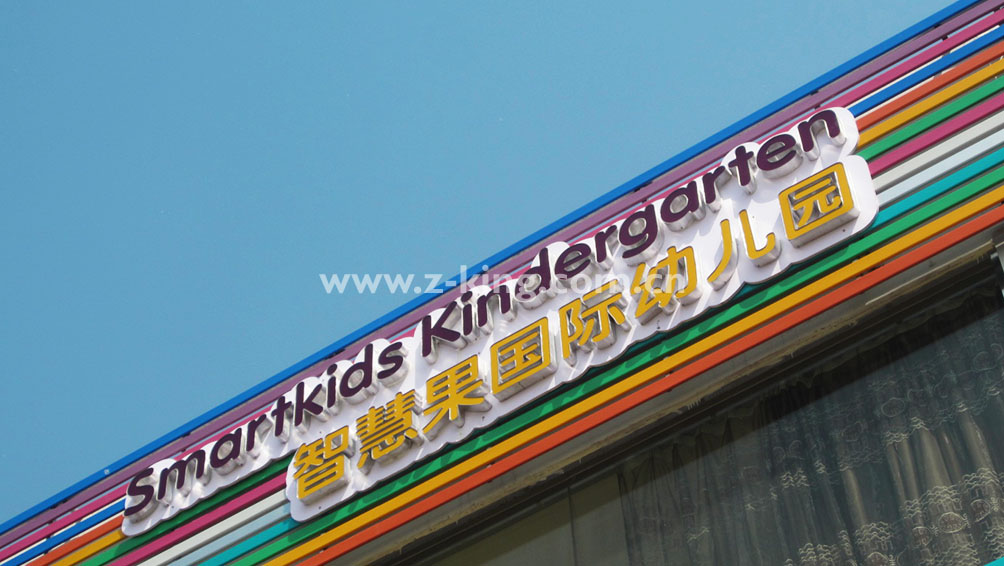 Smartkids Kindergarten
智慧果国际幼儿园
www.z-king.com.cn